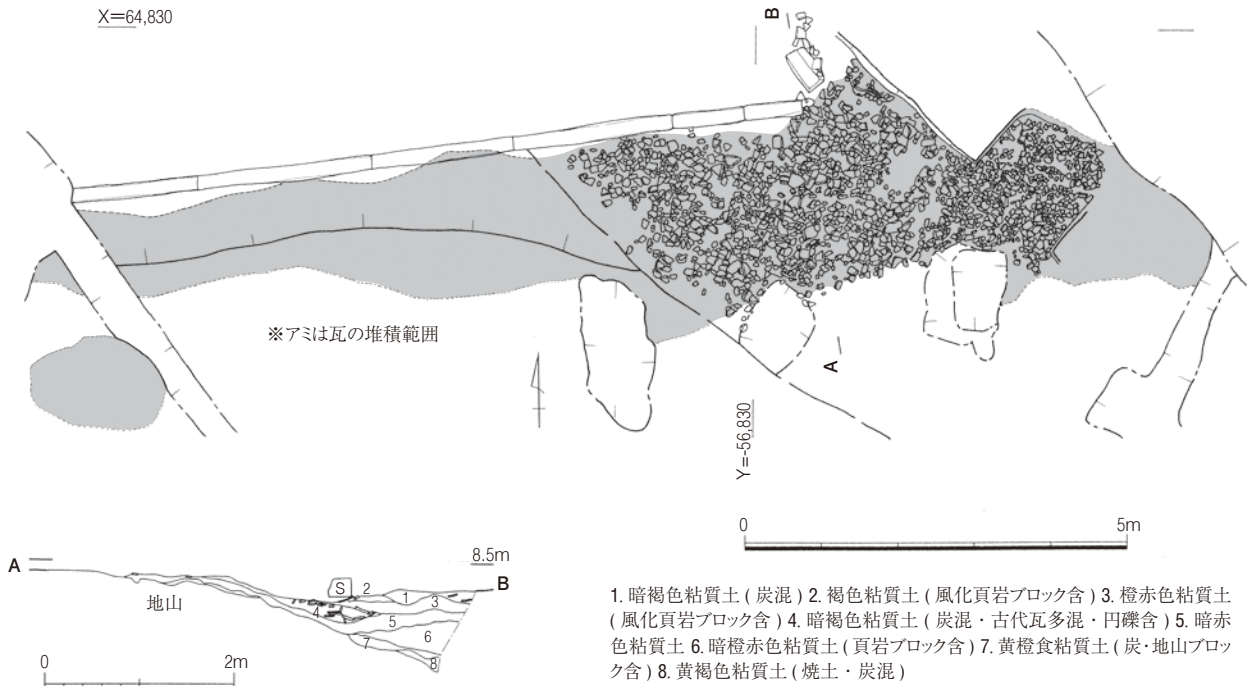 X=64,830
B
※アミは瓦の堆積範囲
A
Y=-56,830
0 5m
A
8.5m
B
地山
S
1
2
3
4
5
6
7
8
0 2m
1. 暗褐色粘質土 ( 炭混 ) 2. 褐色粘質土 ( 風化頁岩ブロック含 ) 3. 橙赤色粘質土
( 風化頁岩ブロック含 ) 4. 暗褐色粘質土 ( 炭混・古代瓦多混・円礫含 ) 5. 暗赤
色粘質土 6. 暗橙赤色粘質土 ( 頁岩ブロック含 ) 7. 黄橙食粘質土 ( 炭・地山ブロッ
ク含 ) 8. 黄褐色粘質土 ( 焼土・炭混 )